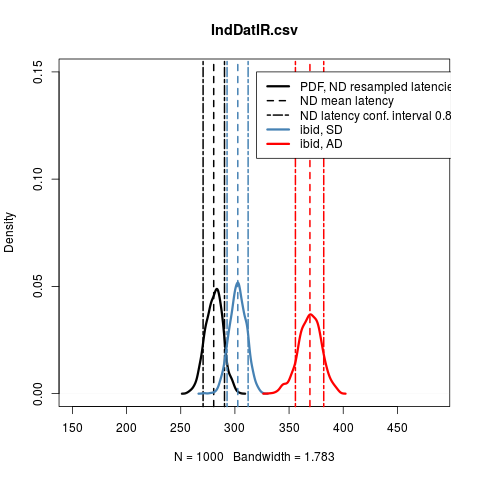 IndDatIR.csv
0.15
0.10
0.05
0.00
Density
PDF, ND resampled
ND mean latency
ND latency conf. interval 0.8
ibid, SD
ibid, AD
150 200 250 300 350 400 450
N = 1000 Bandwidth = 1.783